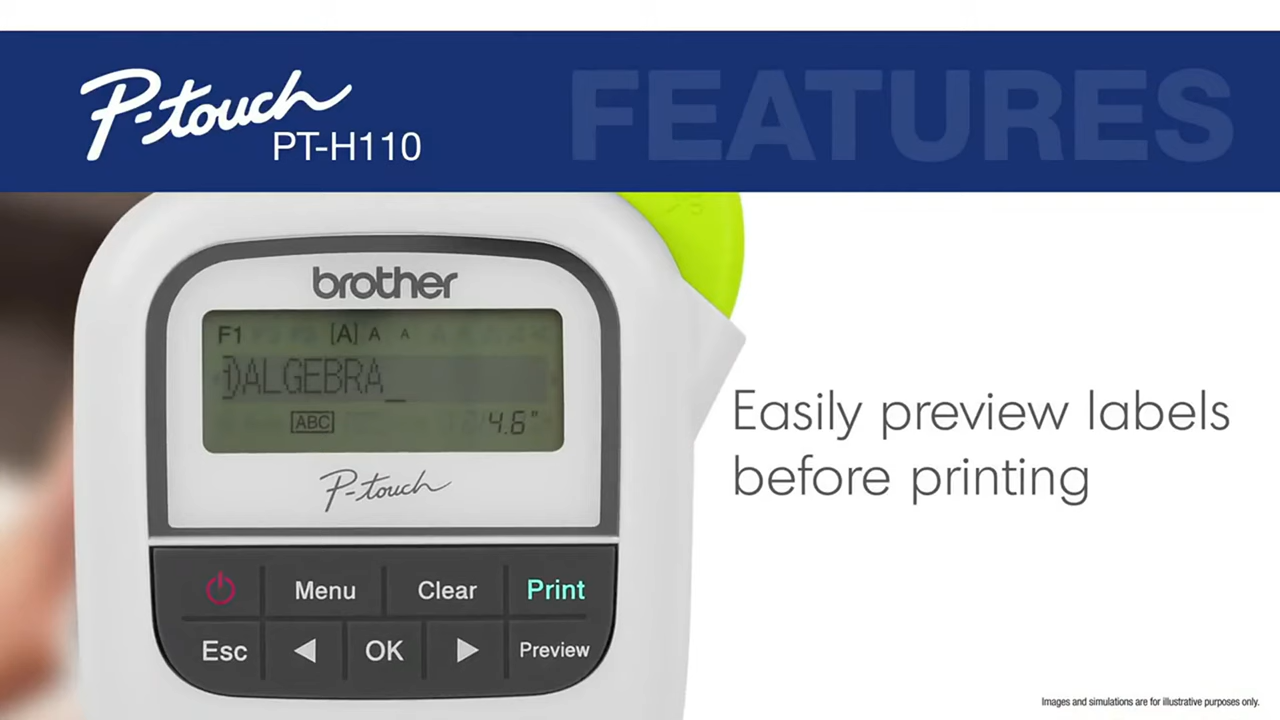 P-touch
PT-H110
FEATURES
brother
F1 [A] A A
ALGEBRA_
ABC 4.6"
P-touch
Easily preview labels
before printing
Menu Clear Print
Esc OK Preview
Images and simulations are for illustrative purposes only.